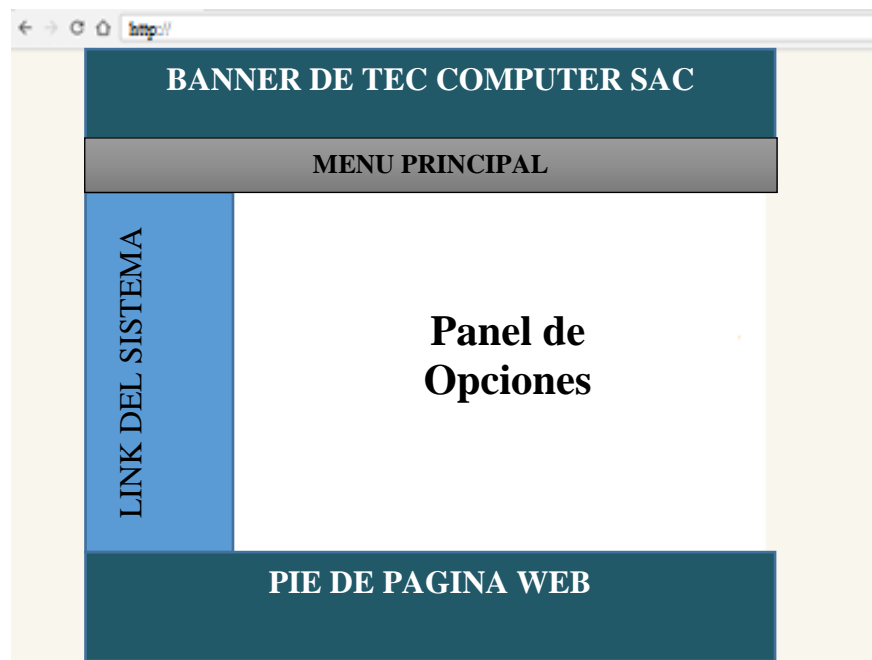 http://
BANNER DE TEC COMPUTER SAC
MENU PRINCIPAL
LINK DEL SISTEMA
Panel de
Opciones
PIE DE PAGINA WEB